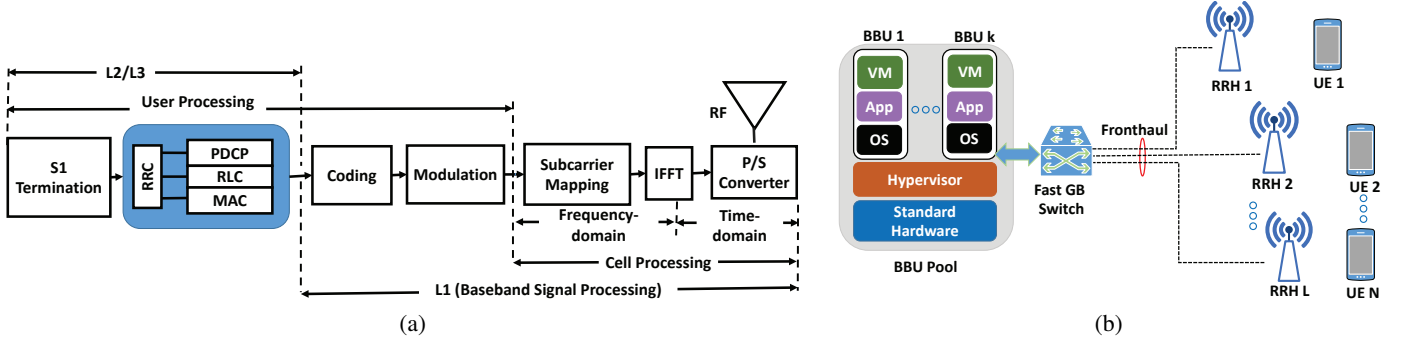 L2/L3
User Processing
S1
Termination
RRC
PDCP
RLC
MAC
Coding
Modulation
Subcarrier
Mapping
IFFT
P/S
Converter
RF
Frequency-
domain
Time-
domain
Cell Processing
L1 (Baseband Signal Processing)
(a)
BBU 1
BBU k
VM
App
OS
VM
App
OS
Hypervisor
Standard
Hardware
BBU Pool
Fast GB
Switch
Fronthaul
RRH 1
UE 1
RRH 2
UE 2
RRH L
UE N
(b)